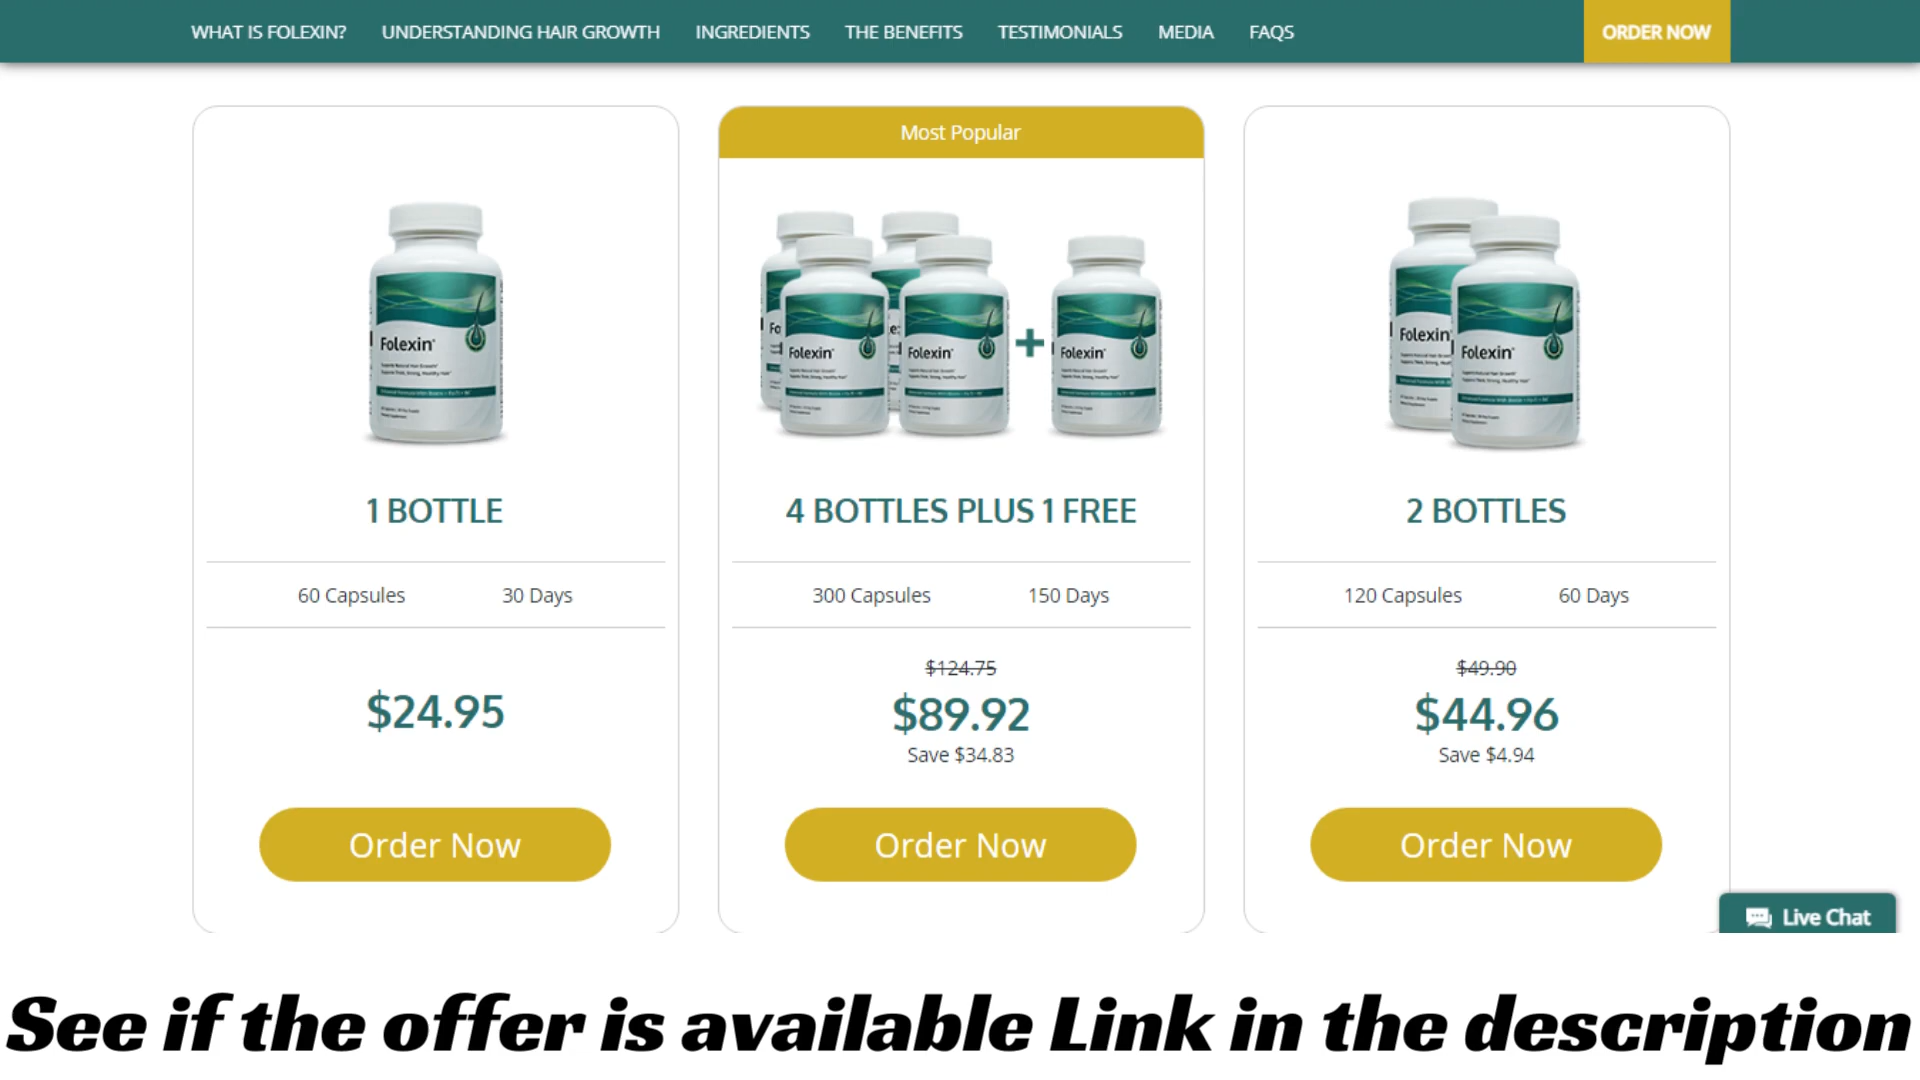 WHAT IS FOLEXIN? UNDERSTANDING HAIR GROWTH INGREDIENTS THE BENEFITS TESTIMONIALS MEDIA FAQS ORDER NOW
Most Popular
Folexin
Folexin
Folexin
Folexin
Folexin
Folexin
1 BOTTLE
60 Capsules 30 Days
$24.95
Order Now
4 BOTTLES PLUS 1 FREE
300 Capsules 150 Days
$124.75
$89.92
Save $34.83
Order Now
2 BOTTLES
120 Capsules 60 Days
$49.90
$44.96
Save $4.94
Order Now
Live Chat
See if the offer is available Link in the description